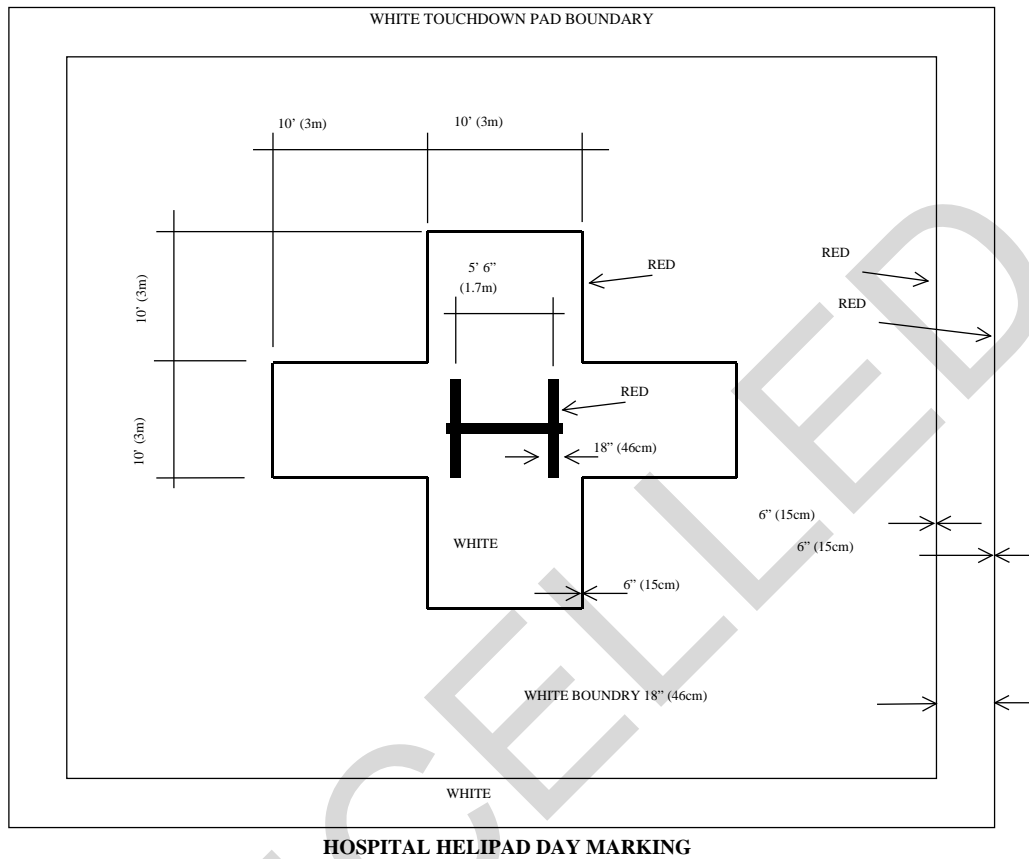 WHITE TOUCHDOWN PAD BOUNDARY
10’ (3m)
10’ (3m)
RED
RED
5’ 6”
(1.7m)
10’ (3m)
RED
RED
10’ (3m)
18” (46cm)
6” (15cm)
WHITE
6” (15cm)
6” (15cm)
WHITE BOUNDRY 18” (46cm)
WHITE
HOSPITAL HELIPAD DAY MARKING
CELLED